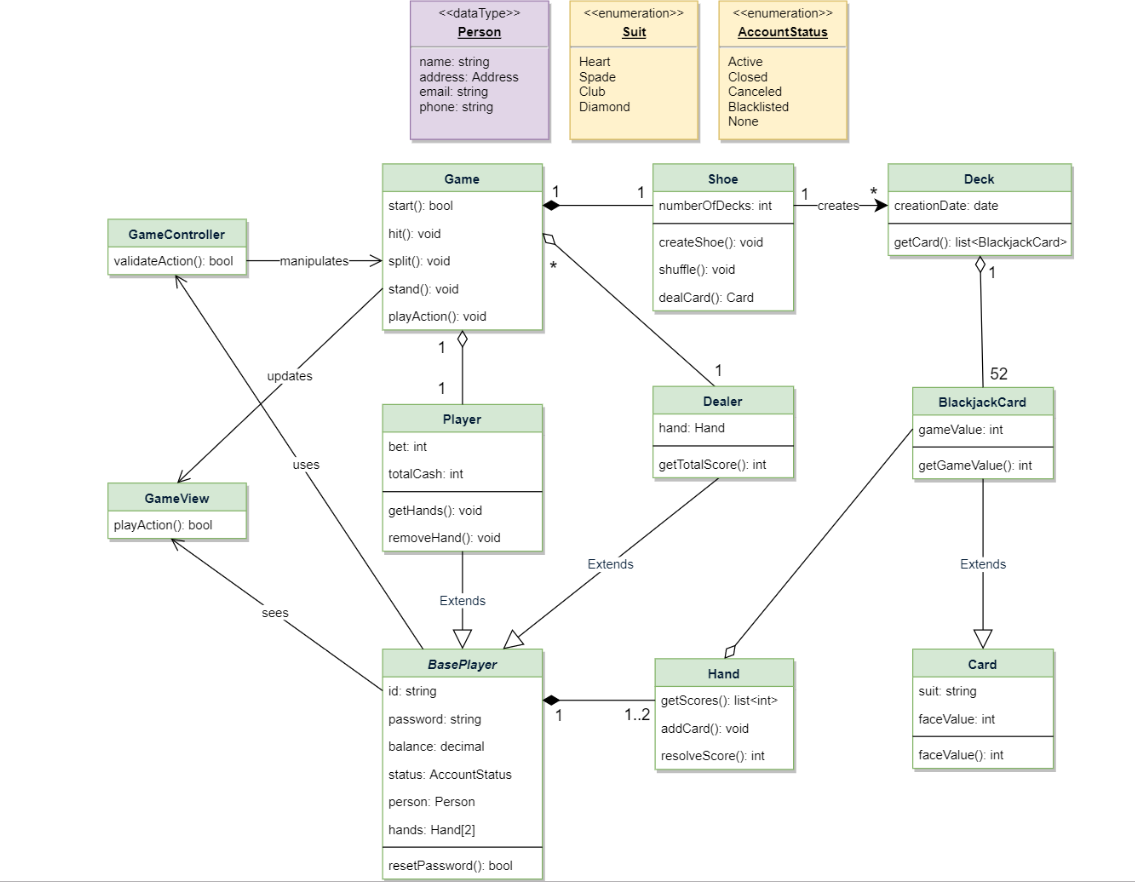 <<dataType>>
Person
name: string
address: Address
email: string
phone: string
<<enumeration>>
Suit
Heart
Spade
Club
Diamond
<<enumeration>>
AccountStatus
Active
Closed
Canceled
Blacklisted
None
GameController
validateAction(): bool
manipulates
Game
start(): bool
hit(): void
split(): void
stand(): void
playAction(): void
1
1
Shoe
numberOfDecks: int
createShoe(): void
shuffle(): void
dealCard(): Card
1
creates
*
Deck
creationDate: date
getCard(): list<BlackjackCard>
*
1
1
1
1
52
updates
uses
Player
bet: int
totalCash: int
getHands(): void
removeHand(): void
Dealer
hand: Hand
getTotalScore(): int
BlackjackCard
gameValue: int
getGameValue(): int
GameView
playAction(): bool
sees
Extends
Extends
Extends
BasePlayer
id: string
password: string
balance: decimal
status: AccountStatus
person: Person
hands: Hand[2]
resetPassword(): bool
1
1..2
Hand
getScores(): list<int>
addCard(): void
resolveScore(): int
Card
suit: string
faceValue: int
faceValue(): int